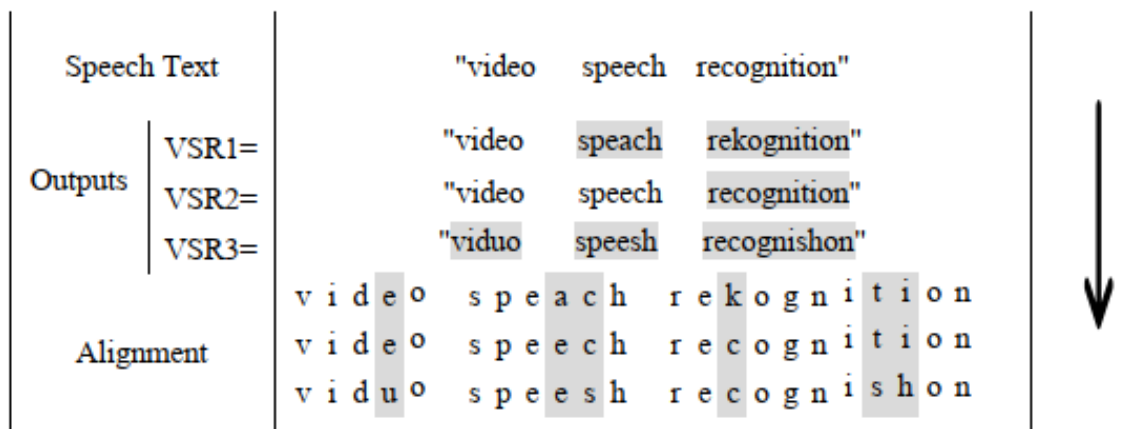 Speech Text "video speech recognition"
VSR1= "video speach rekognition"
Outputs
VSR2= "video speech recognition"
VSR3= "viduo speesh recognishon"
v i d e o s p e a c h r e k o g n i t i o n
v i d e o s p e e c h r e c o g n i t i o n
Alignment
v i d u o s p e e s h r e c o g n i s h o n